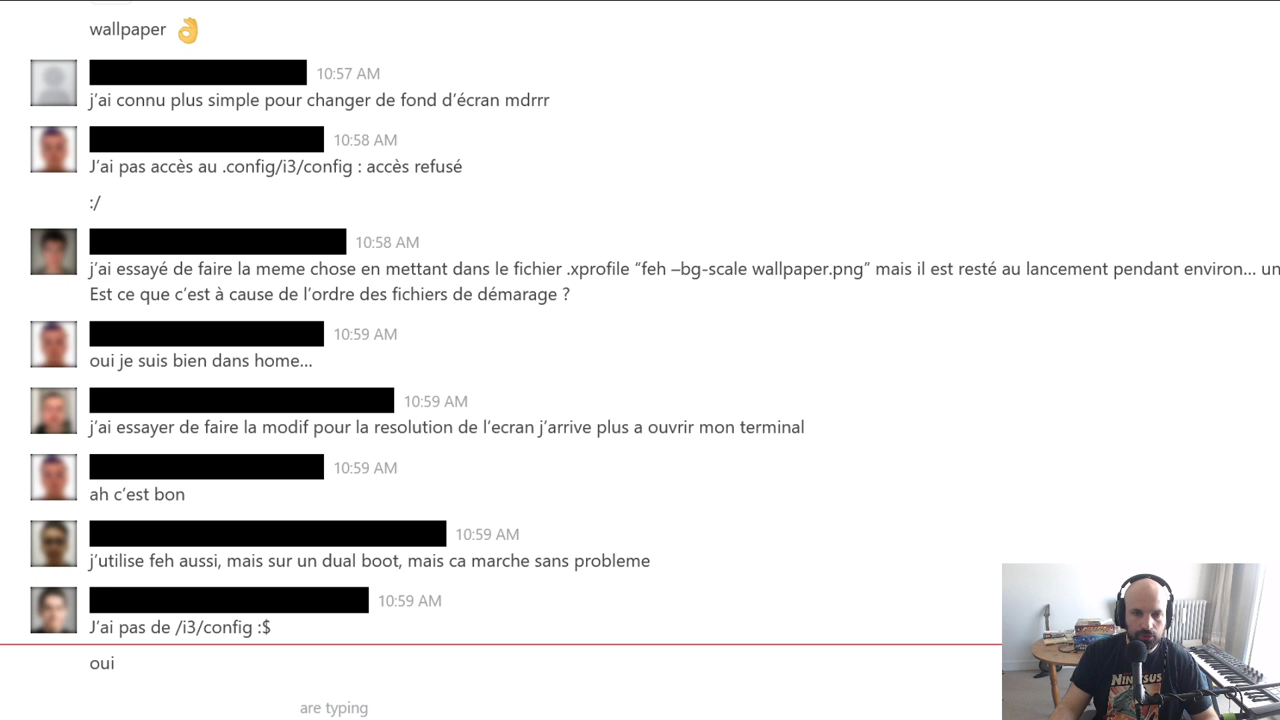 wallpaper 👌
10:57 AM
j'ai connu plus simple pour changer de fond d'écran mdrrr
10:58 AM
J'ai pas accès au .config/i3/config : accès refusé
:/
10:58 AM
j'ai essayé de faire la meme chose en mettant dans le fichier .xprofile “feh –bg-scale wallpaper.png” mais il est resté au lancement pendant environ...
Est ce que c'est à cause de l'ordre des fichiers de démarage ?
10:59 AM
oui je suis bien dans home...
10:59 AM
j'ai essayer de faire la modif pour la resolution de l'ecran j'arrive plus a ouvrir mon terminal
10:59 AM
ah c'est bon
10:59 AM
j'utilise feh aussi, mais sur un dual boot, mais ca marche sans probleme
10:59 AM
J'ai pas de /i3/config :$
oui
are typing